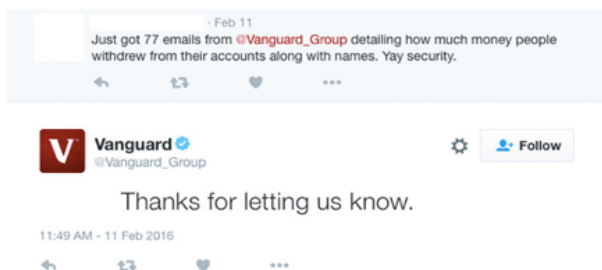 · Feb 11
Just got 77 emails from @Vanguard_Group detailing how much money people
withdrew from their accounts along with names. Yay security.
V
Vanguard
@Vanguard_Group
Follow
Thanks for letting us know.
11:49 AM - 11 Feb 2016